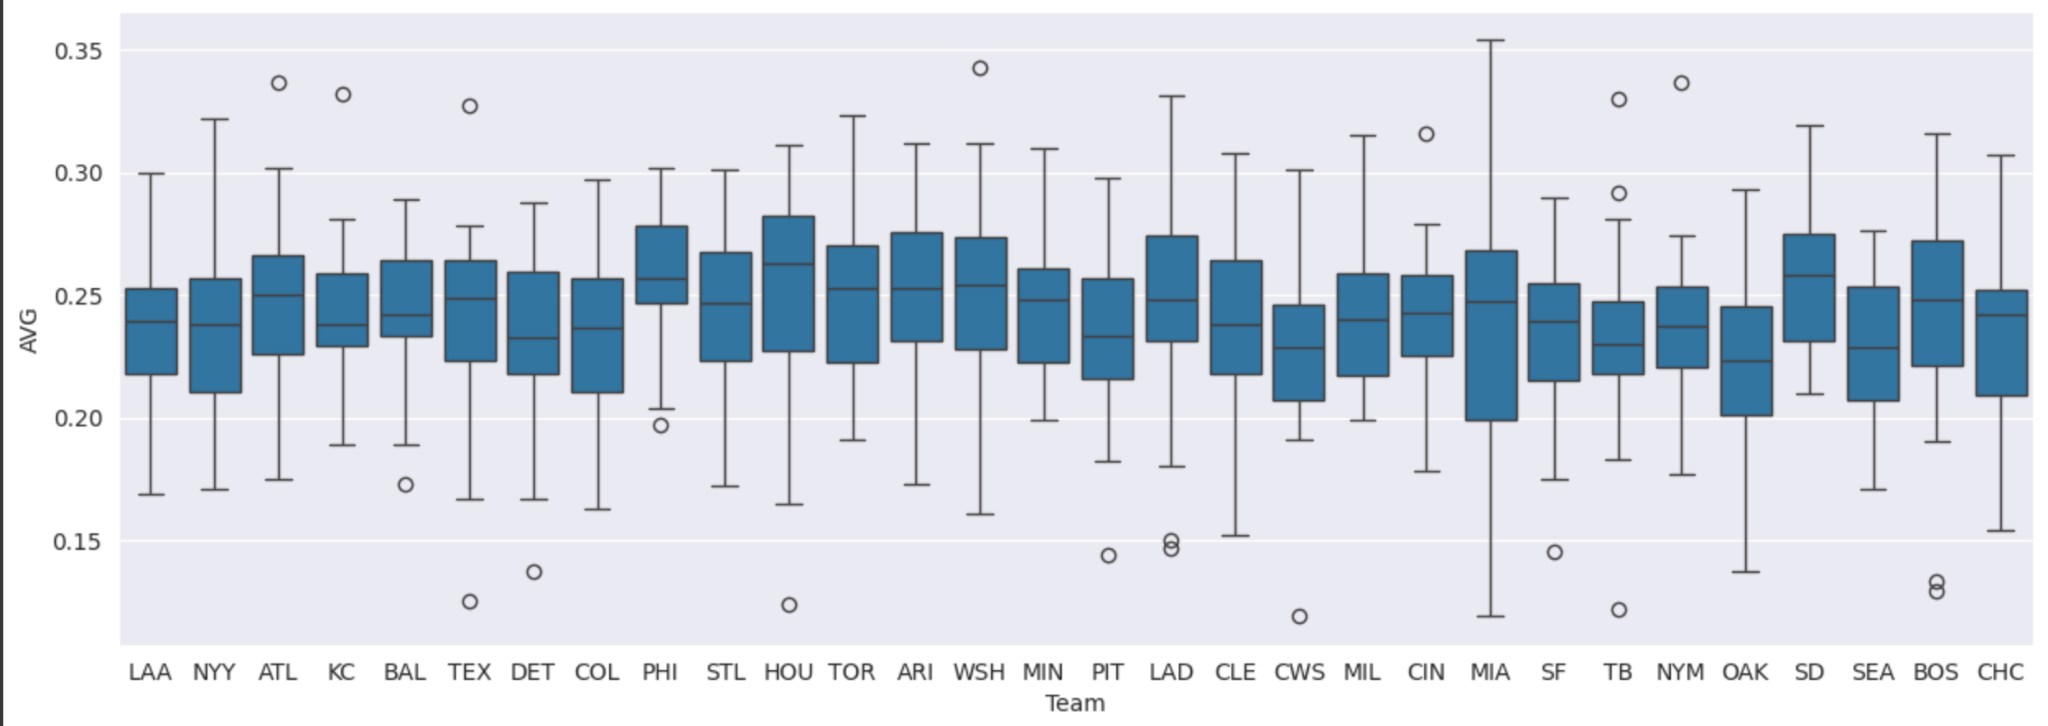 0.35
0.30
0.25
0.20
0.15
AVG
LAA NYY ATL KC BAL TEX DET COL PHI STL HOU TOR ARI WSH MIN PIT LAD CLE CWS MIL CIN MIA SF TB NYM OAK SD SEA BOS CHC
Team